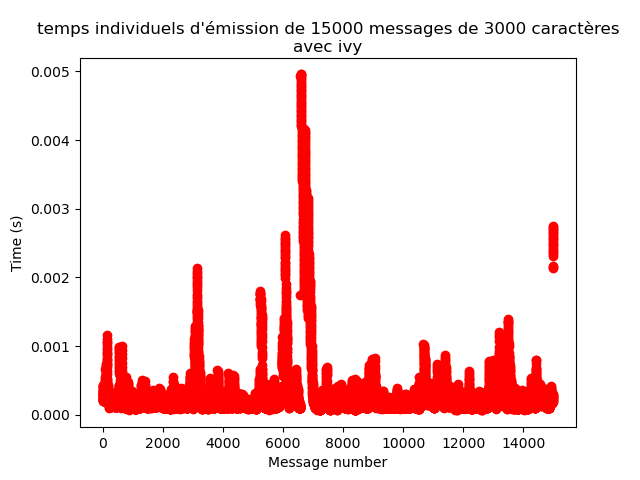 temps individuels d'émission de 15000 messages de 3000 caractères
avec ivy
0.005
0.004
0.003
0.002
0.001
0.000
Time (s)
0 2000 4000 6000 8000 10000 12000 14000
Message number